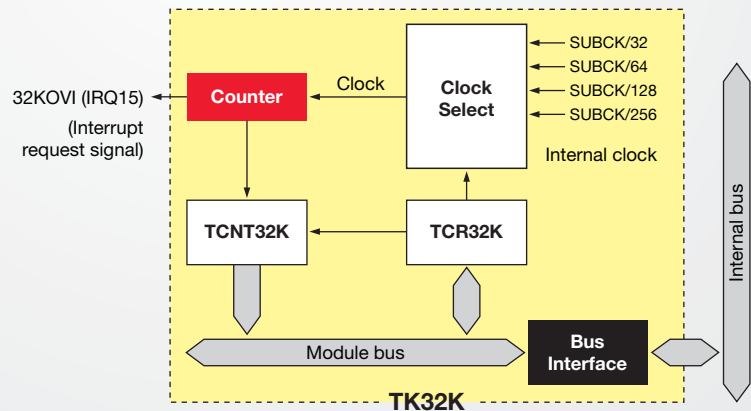 SUBCK/32
SUBCK/64
SUBCK/128
SUBCK/256
Internal clock
Clock
Select
Clock
Counter
32KOVI (IRQ15)
(Interrupt
request signal)
TCNT32K
TCR32K
Internal bus
Module bus
Bus
Interface
TK32K